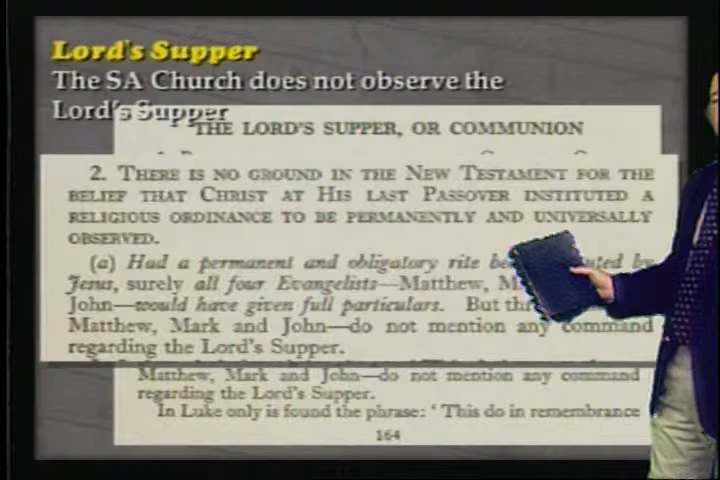 Lord's Supper
The SA Church does not observe the
Lord's Supper
THE LORD'S SUPPER, OR COMMUNION
2. THERE IS NO GROUND IN THE NEW TESTAMENT FOR THE
BELIEF THAT CHRIST AT HIS LAST PASSOVER INSTITUTED A
RELIGIOUS ORDINANCE TO BE PERMANENTLY AND UNIVERSALLY
OBSERVED.
(a) Had a permanent and obligatory rite be uted by
Jesus, surely all four Evangelists—Matthew, M
John—would have given full particulars. But th
Matthew, Mark and John—do not mention any command
regarding the Lord's Supper.
Matthew, Mark and John—do not mention any command
regarding the Lord's Supper.
In Luke only is found the phrase: ' This do in remembrance
164